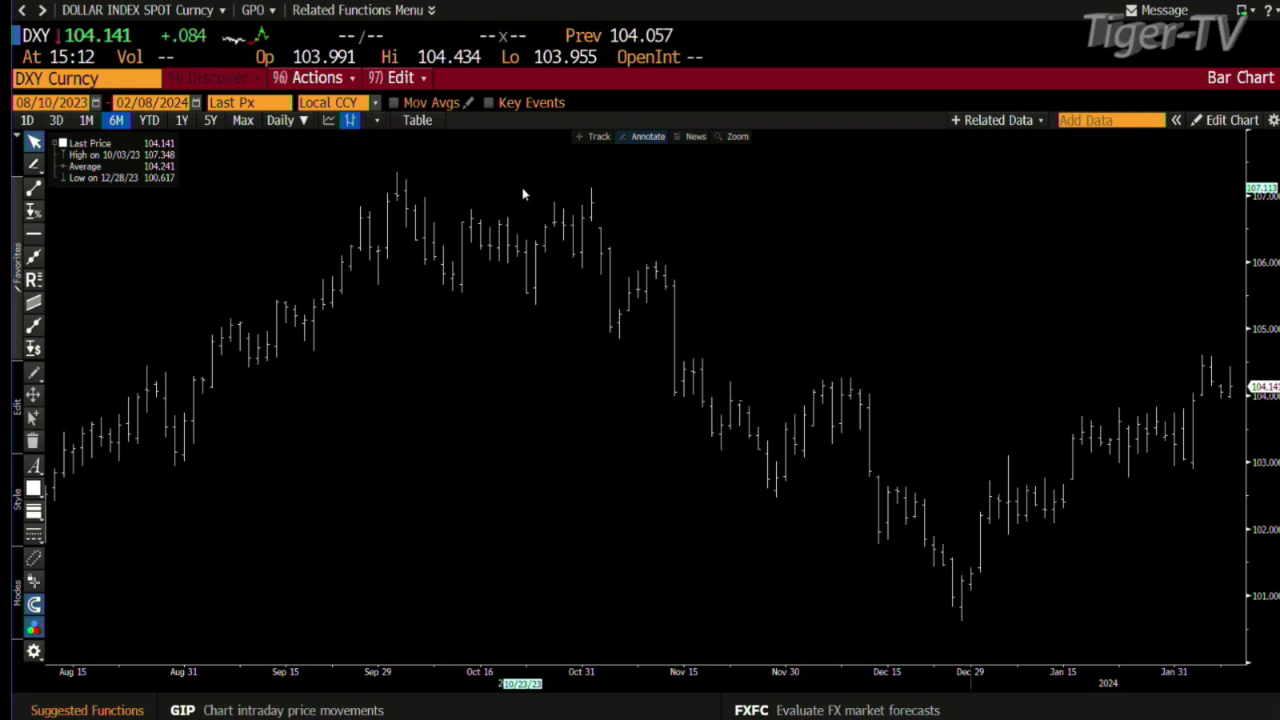 DOLLAR INDEX SPOT Curncy GPO Related Functions Menu Message ?
Tiger-TV
DXY 104.141 +.084 --/-- --x-- Prev 104.057
At 15:12 Vol -- Op 103.991 Hi 104.434 Lo 103.955 OpenInt --
DXY Curncy 96) Actions 97) Edit Bar Chart
08/10/2023 - 02/08/2024 Last Px Local CCY Mov Avgs Key Events
1D 3D 1M 6M YTD 1Y 5Y Max Daily Table + Related Data Add Data « Edit Chart
Track Annotate News Zoom
Last Price 104.141
High on 10/03/23 107.348
Average 104.241
Low on 12/28/23 100.617
107.113
107.000
106.000
105.000
104.141
104.000
103.000
102.000
101.000
Favorites
Edit
Style
Modes
Aug 15 Aug 31 Sep 15 Sep 29 Oct 16 Oct 31 Nov 15 Nov 30 Dec 15 Dec 29 Jan 15 Jan 31
10/23/23 2024
Suggested Functions GIP Chart intraday price movements FXFC Evaluate FX market forecasts